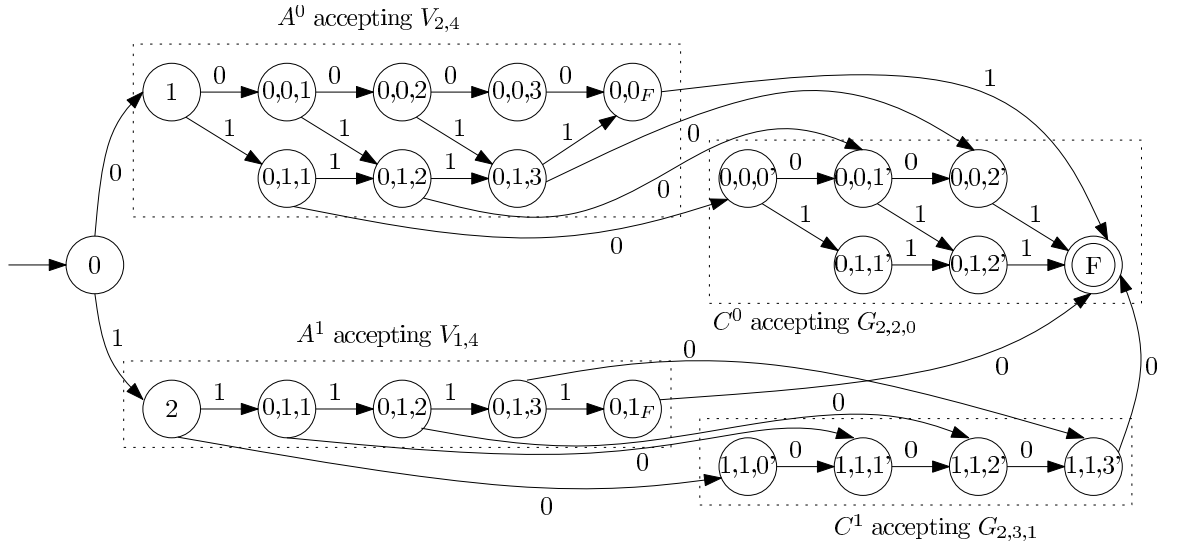 A⁰ accepting V₂,₄
1 0 0,0,1 0 0,0,2 0 0,0,3 0 0,0_F 1
1 1 1 1 0
0,1,1 1 0,1,2 1 0,1,3
0,0,0' 0 0,0,1' 0 0,0,2'
0 0 0
1 1 1
0 0,1,1' 1 0,1,2' 1 F
C⁰ accepting G₂,₂,₀
1 A¹ accepting V₁,₄
0 0 0
2 1 0,1,1 1 0,1,2 1 0,1,3 1 0,1_F
0
0 1,1,0' 0 1,1,1' 0 1,1,2' 0 1,1,3'
0
C¹ accepting G₂,₃,₁